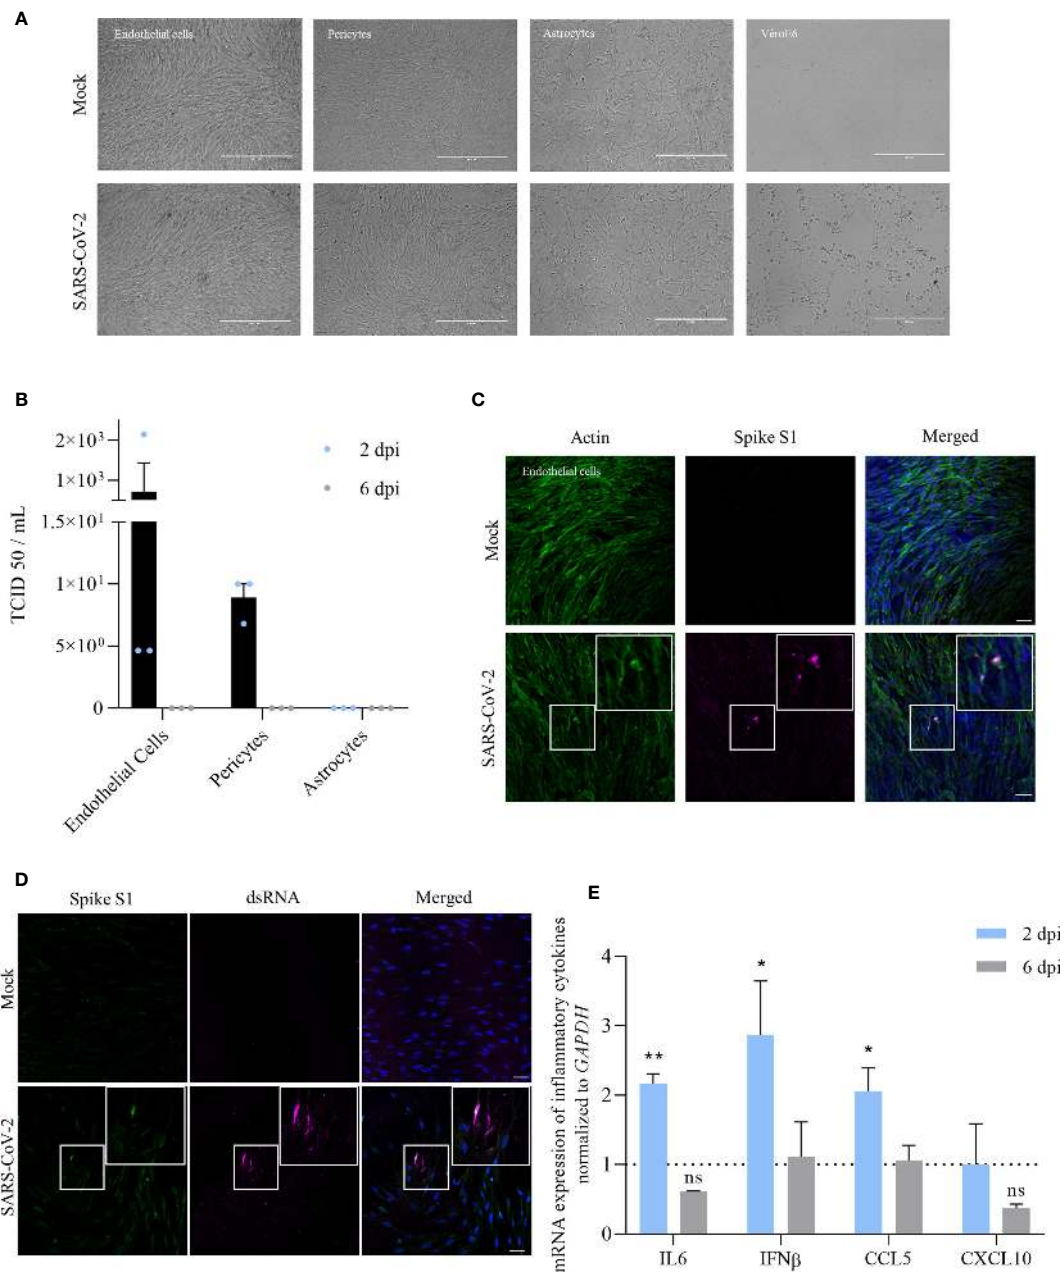 A
Endothelial cells
Pericytes
Astrocytes
Mock
SARS-CoV-2
B
2 dpi
6 dpi
TCID 50 / mL
2×10³
1×10³
1.5×10¹
1×10¹
5×10⁰
0
Endothelial Cells
Pericytes
Astrocytes
C
Actin
Spike S1
Merged
Endothelial cells
Mock
SARS-CoV-2
D
Spike S1
dsRNA
Merged
Mock
SARS-CoV-2
E
2 dpi
6 dpi
mRNA expression of inflammatory cytokines
normalized to GAPDH
4
3
2
1
0
**
*
*
ns
ns
IL6
IFNβ
CCL5
CXCL10